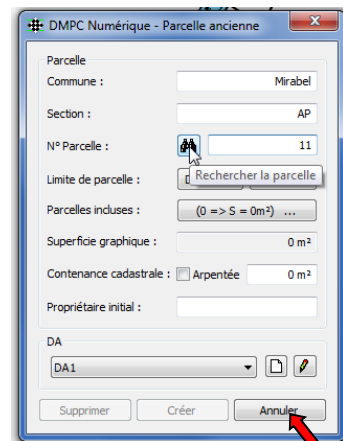 DMPC Numérique - Parcelle ancienne
Parcelle
Commune : Mirabel
Section : AP
N° Parcelle : 11
Rechercher la parcelle
Limite de parcelle :
Parcelles incluses : (0 => S = 0m²) ...
Superficie graphique : 0 m²
Contenance cadastrale : Arpentée 0 m²
Propriétaire initial :
DA
DA1
Supprimer Créer Annuler